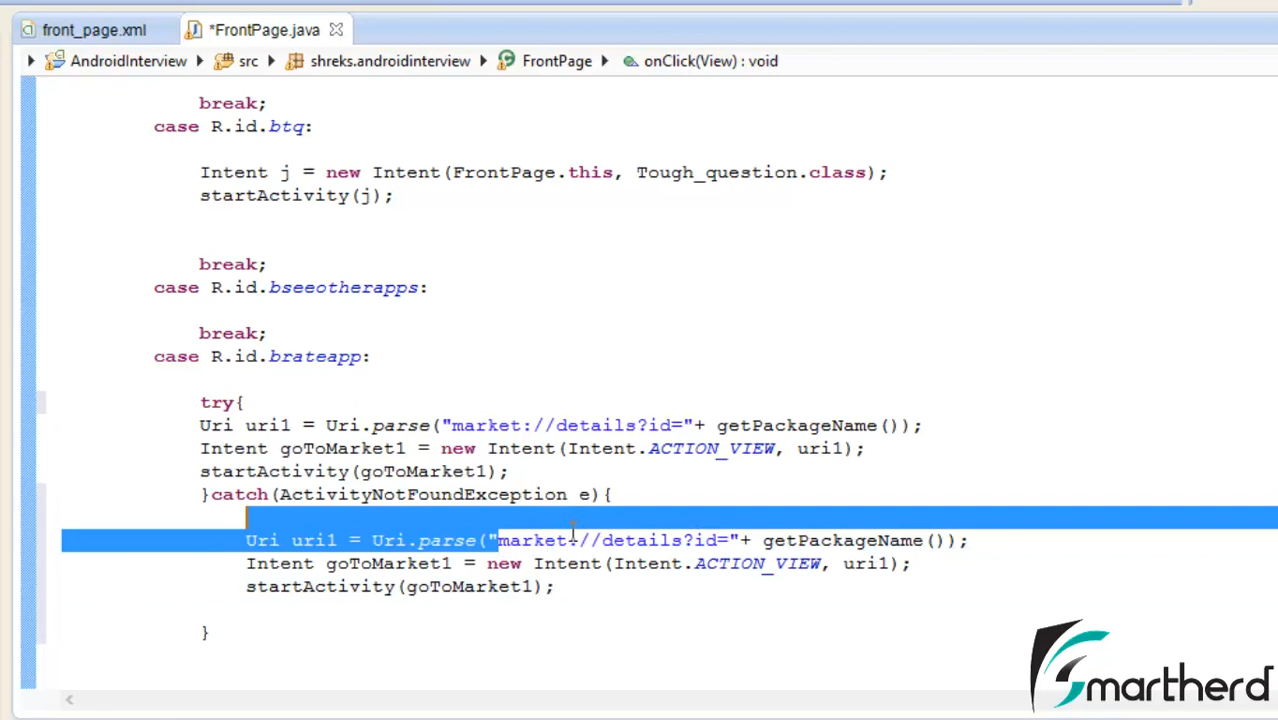 front_page.xml *FrontPage.java
AndroidInterview src shreks.androidinterview FrontPage onClick(View) : void
break;
case R.id.btq:
Intent j = new Intent(FrontPage.this, Tough_question.class);
startActivity(j);
break;
case R.id.bseeotherapps:
break;
case R.id.brateapp:
try{
Uri uri1 = Uri.parse("market://details?id="+ getPackageName());
Intent goToMarket1 = new Intent(Intent.ACTION_VIEW, uri1);
startActivity(goToMarket1);
}catch(ActivityNotFoundException e){
Uri uri1 = Uri.parse("market://details?id="+ getPackageName());
Intent goToMarket1 = new Intent(Intent.ACTION_VIEW, uri1);
startActivity(goToMarket1);
}
Smartherd